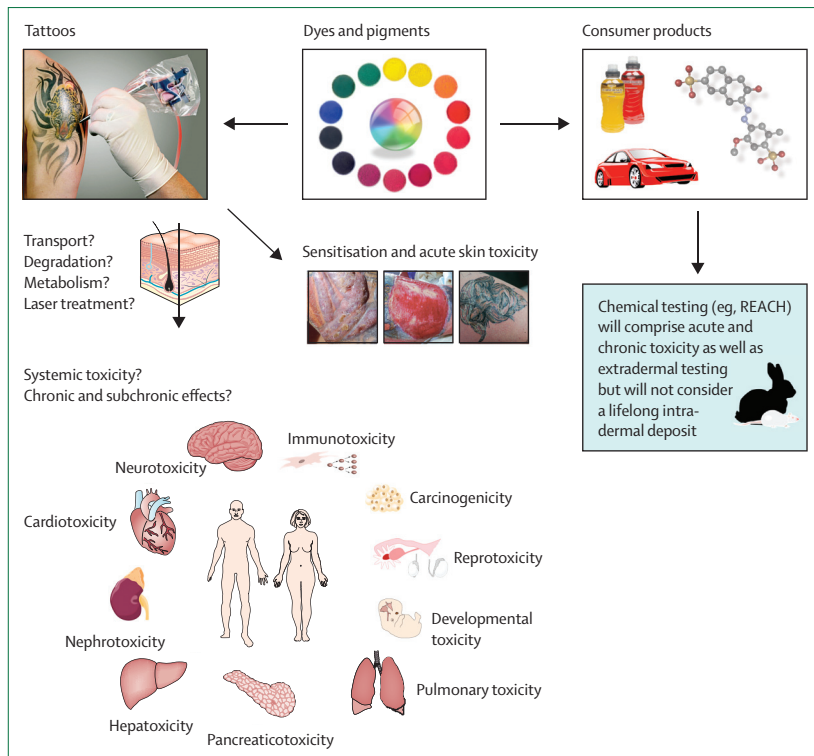 Tattoos
Dyes and pigments
Consumer products
Transport?
Degradation?
Metabolism?
Laser treatment?
Sensitisation and acute skin toxicity
Chemical testing (eg, REACH)
will comprise acute and
chronic toxicity as well as
extradermal testing
but will not consider
a lifelong intra-
dermal deposit
Systemic toxicity?
Chronic and subchronic effects?
Immunotoxicity
Neurotoxicity
Carcinogenicity
Cardiotoxicity
Reprotoxicity
Developmental
toxicity
Nephrotoxicity
Pulmonary toxicity
Hepatoxicity
Pancreaticotoxicity